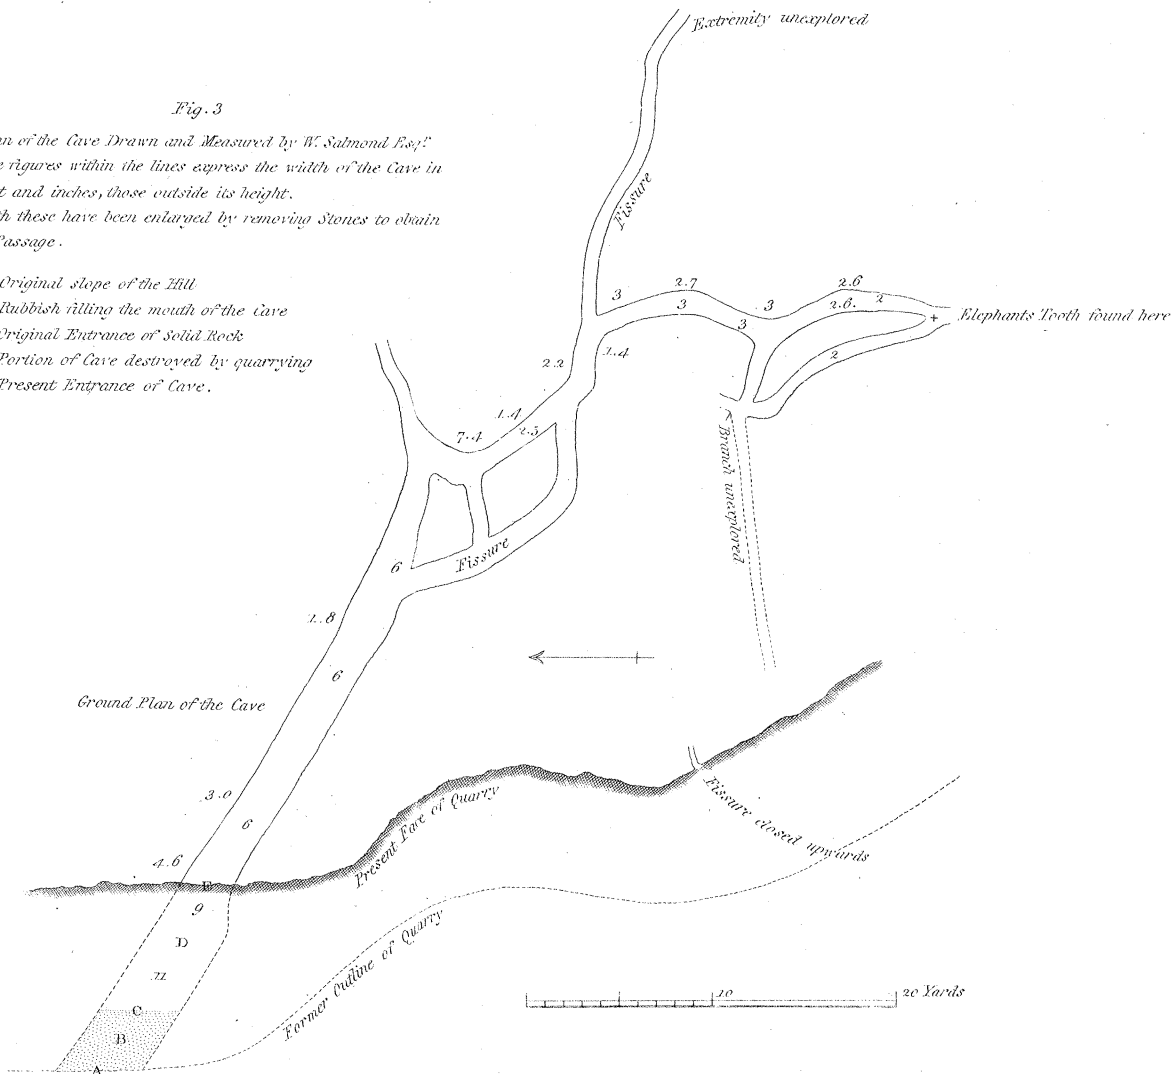 Fig. 3
n of the Cave Drawn and Measured by W. Salmond Esqr.
e figures within the lines express the width of the Cave in
t and inches, those outside its height.
th these have been enlarged by removing Stones to obtain
Passage.
Original slope of the Hill
Rubbish filling the mouth of the cave
Original Entrance of Solid Rock
Portion of Cave destroyed by quarrying
Present Entrance of Cave.
Extremity unexplored
Fissure
3
2.7
3
3
3
2.6
2.6.
2
2
+ Elephants Tooth found here
2.2
1.4
1.4
2.5
7.4
Branch unexplored
Fissure
6
1.8
6
Ground Plan of the Cave
3.0
6
4.6
Present Face of Quarry
Fissure closed upwards
E
9
D
11
C
B
A
Former Outline of Quarry
10
20 Yards